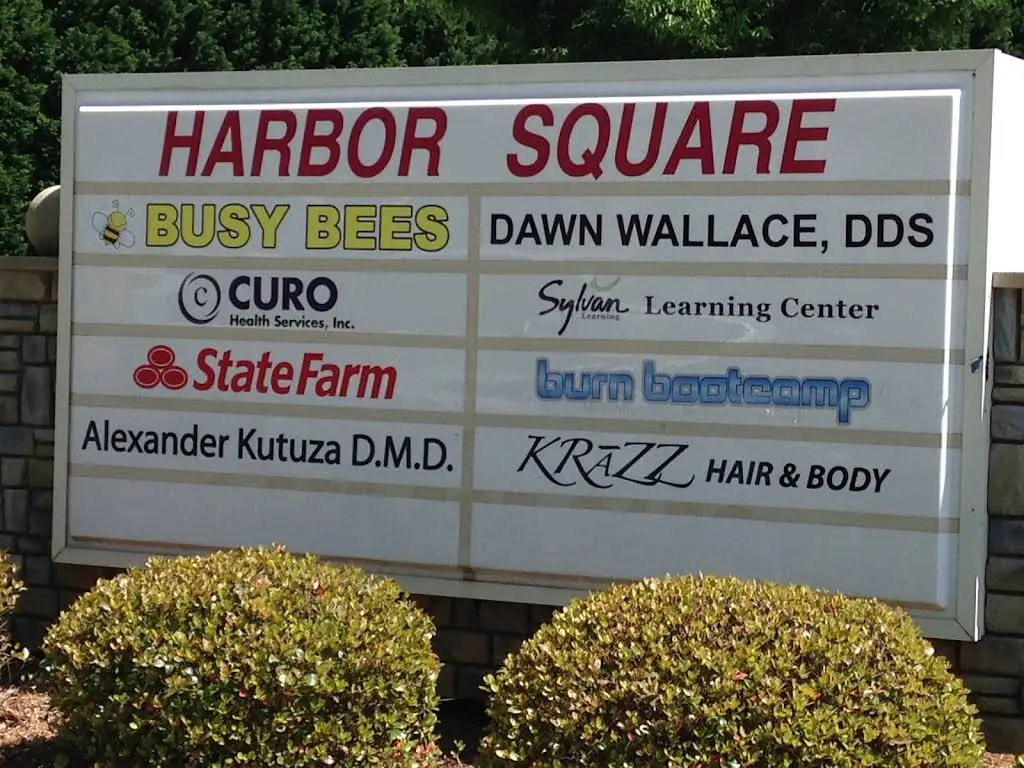 HARBOR SQUARE
BUSY BEES
DAWN WALLACE, DDS
C CURO
Health Services, Inc.
Sylvan Learning Center
Learning
StateFarm
burn bootcamp
Alexander Kutuza D.M.D.
KRāZZ HAIR & BODY